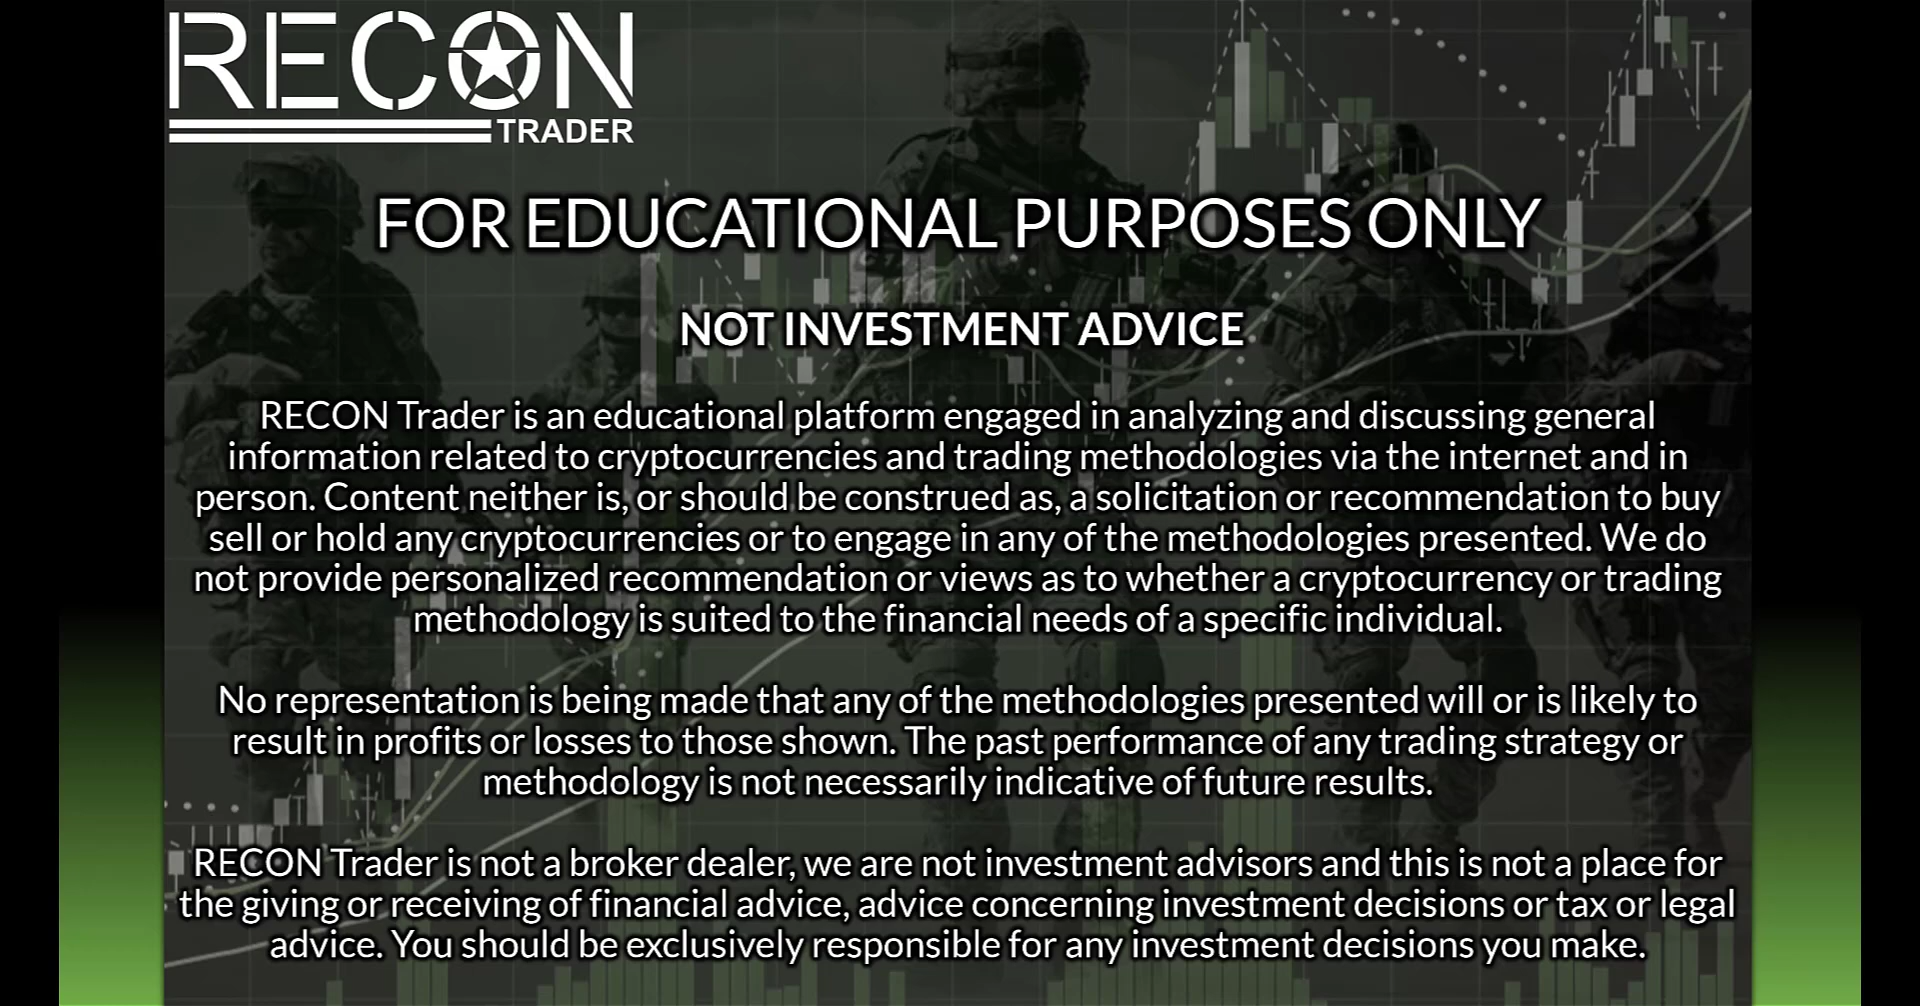 RECON
TRADER
FOR EDUCATIONAL PURPOSES ONLY
NOT INVESTMENT ADVICE
RECON Trader is an educational platform engaged in analyzing and discussing general
information related to cryptocurrencies and trading methodologies via the internet and in
person. Content neither is, or should be construed as, a solicitation or recommendation to buy
sell or hold any cryptocurrencies or to engage in any of the methodologies presented. We do
not provide personalized recommendation or views as to whether a cryptocurrency or trading
methodology is suited to the financial needs of a specific individual.
No representation is being made that any of the methodologies presented will or is likely to
result in profits or losses to those shown. The past performance of any trading strategy or
methodology is not necessarily indicative of future results.
RECON Trader is not a broker dealer, we are not investment advisors and this is not a place for
the giving or receiving of financial advice, advice concerning investment decisions or tax or legal
advice. You should be exclusively responsible for any investment decisions you make.